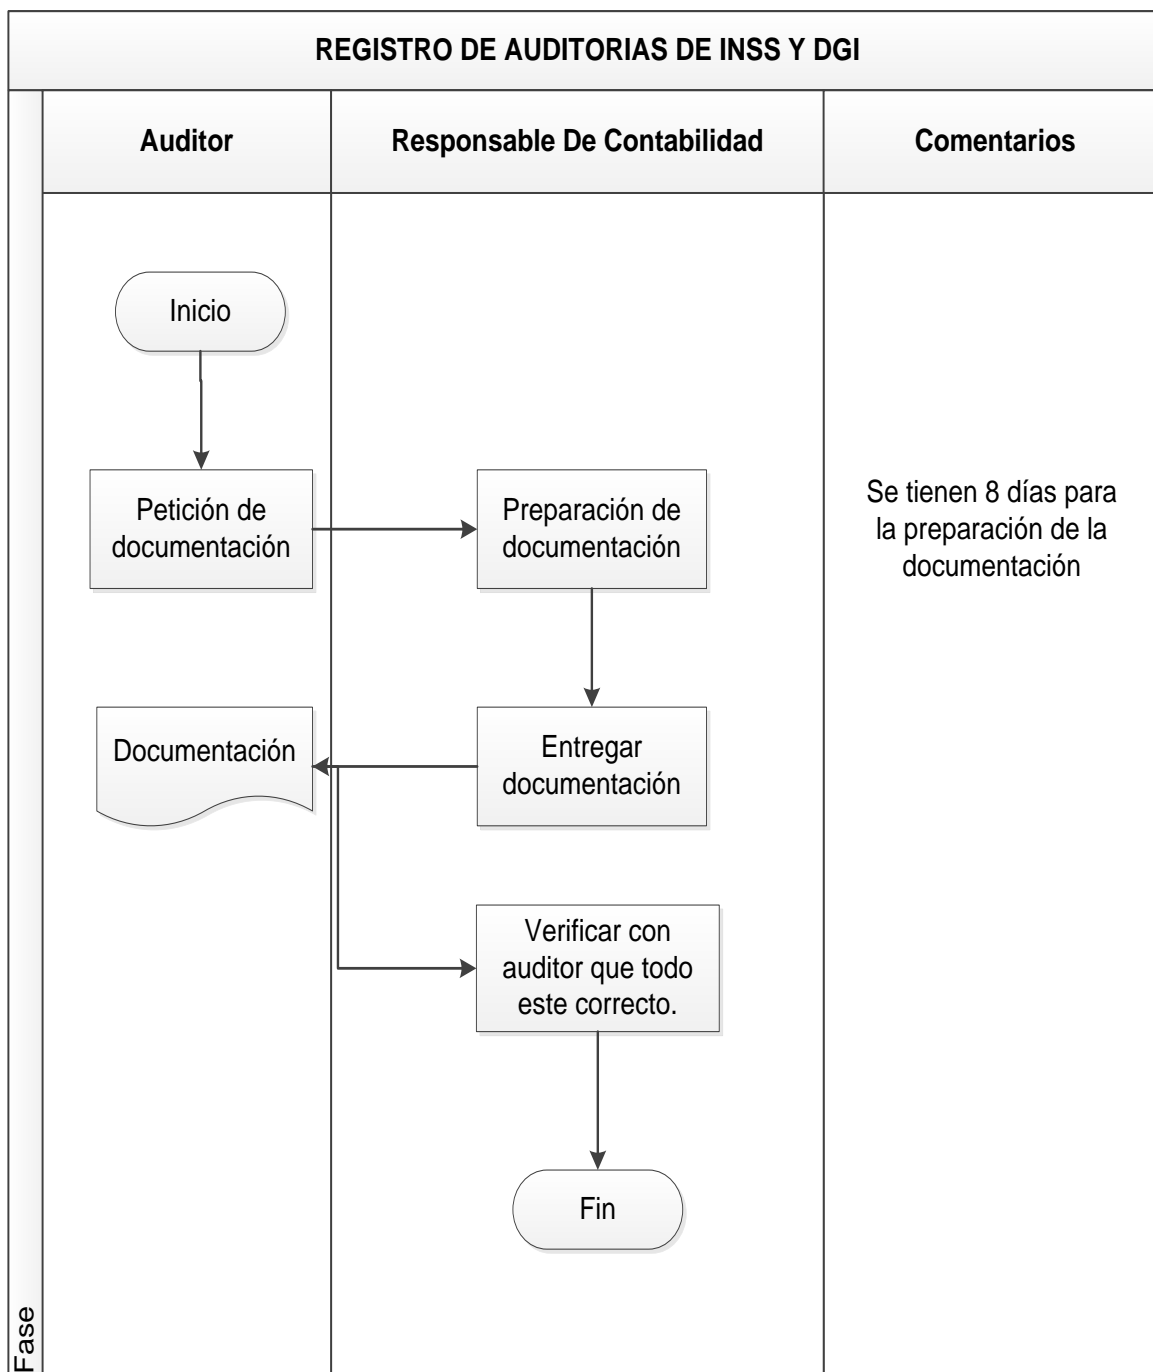 REGISTRO DE AUDITORIAS DE INSS Y DGI
Auditor
Responsable De Contabilidad
Comentarios
Inicio
Petición de
documentación
Preparación de
documentación
Se tienen 8 días para
la preparación de la
documentación
Documentación
Entregar
documentación
Verificar con
auditor que todo
este correcto.
Fin
Fase